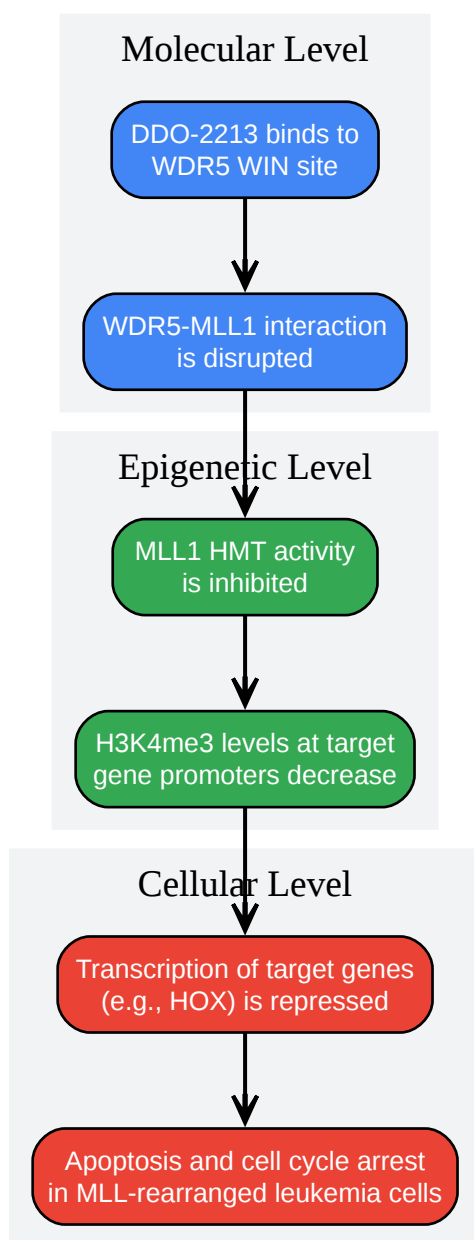 Molecular Level
DDO-2213 binds to
WDR5 WIN site
WDR5-MLL1 interaction
is disrupted
Epigenetic Level
MLL1 HMT activity
is inhibited
H3K4me3 levels at target
gene promoters decrease
Cellular Level
Transcription of target genes
(e.g., HOX) is repressed
Apoptosis and cell cycle arrest
in MLL-rearranged leukemia cells